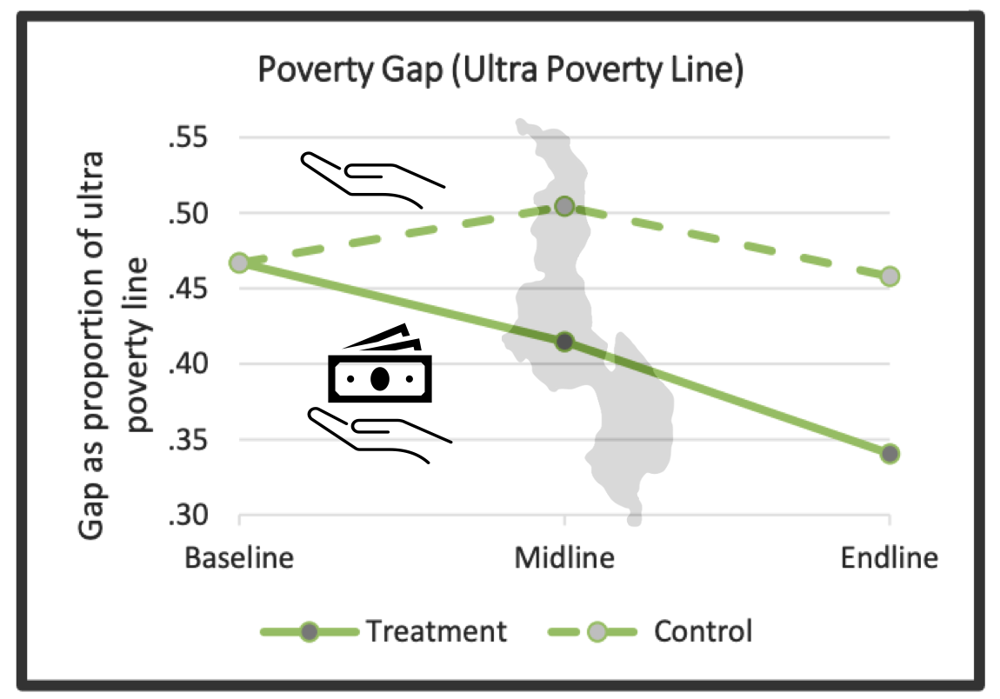 Poverty Gap (Ultra Poverty Line)
Gap as proportion of ultra
poverty line
.55
.50
.45
.40
.35
.30
Baseline Midline Endline
Treatment Control